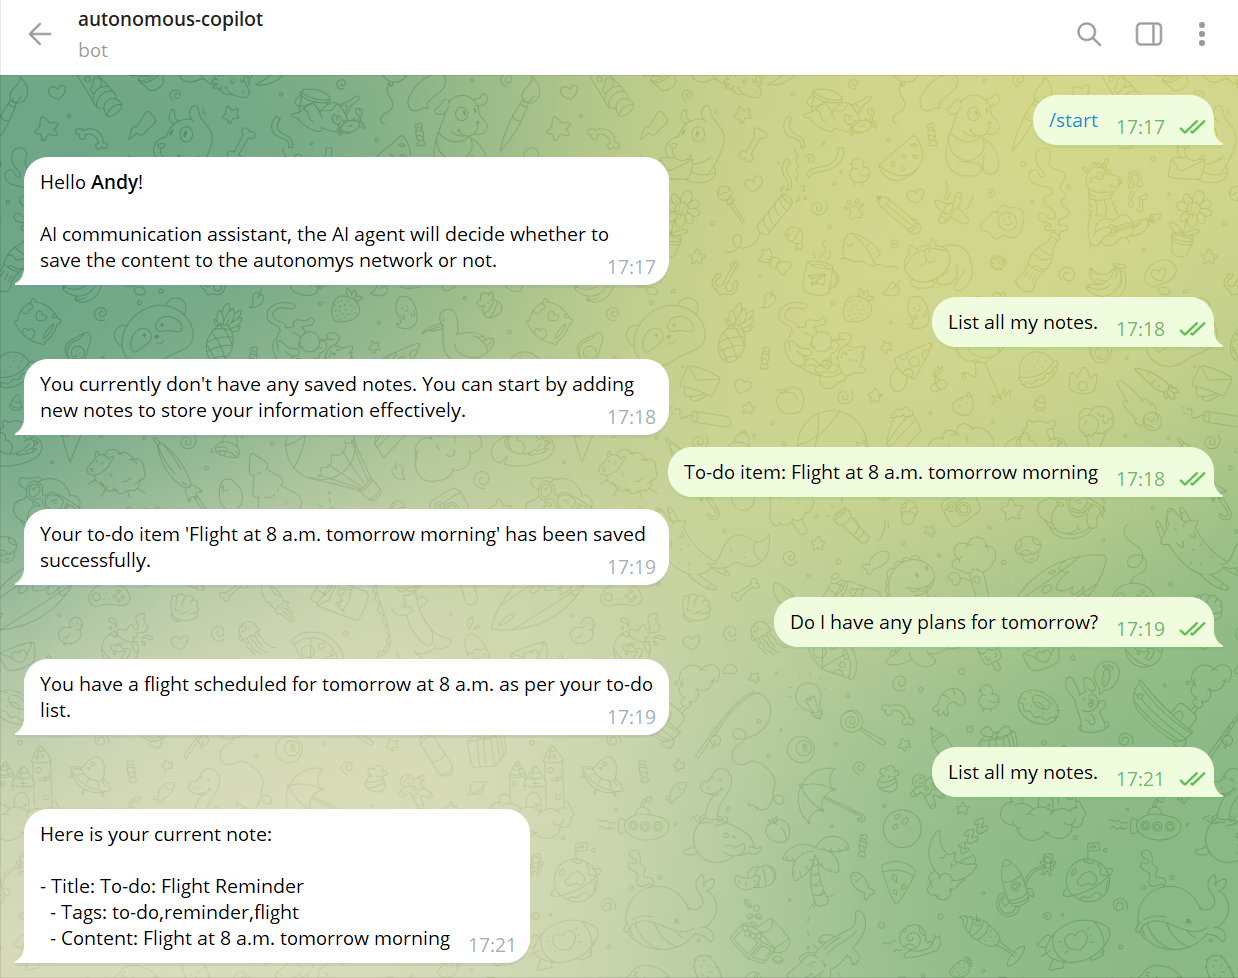 autonomous-copilot
bot
/start 17:17
Hello Andy!
AI communication assistant, the AI agent will decide whether to
save the content to the autonomys network or not. 17:17
List all my notes. 17:18
You currently don't have any saved notes. You can start by adding
new notes to store your information effectively. 17:18
To-do item: Flight at 8 a.m. tomorrow morning 17:18
Your to-do item 'Flight at 8 a.m. tomorrow morning' has been saved
successfully. 17:19
Do I have any plans for tomorrow? 17:19
You have a flight scheduled for tomorrow at 8 a.m. as per your to-do
list. 17:19
List all my notes. 17:21
Here is your current note:
- Title: To-do: Flight Reminder
- Tags: to-do,reminder,flight
- Content: Flight at 8 a.m. tomorrow morning 17:21